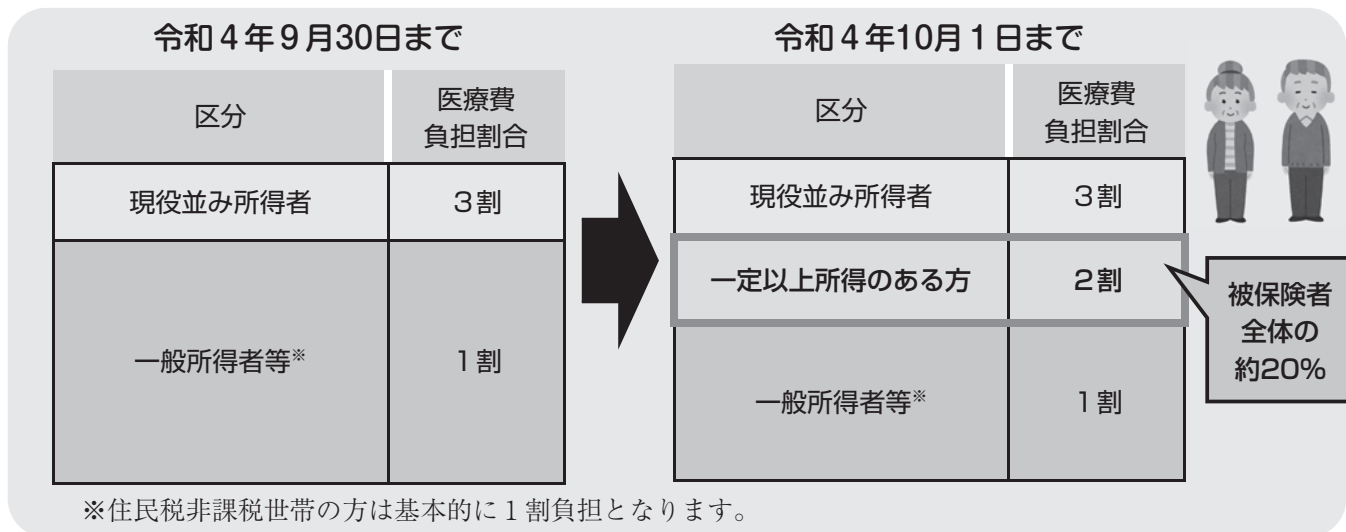 令和４年９月30日まで
区分
医療費
負担割合
現役並み所得者
３割
一般所得者等※
１割
令和４年10月１日まで
区分
医療費
負担割合
現役並み所得者
３割
一定以上所得のある方
２割
一般所得者等※
１割
被保険者
全体の
約20%
※住民税非課税世帯の方は基本的に１割負担となります。